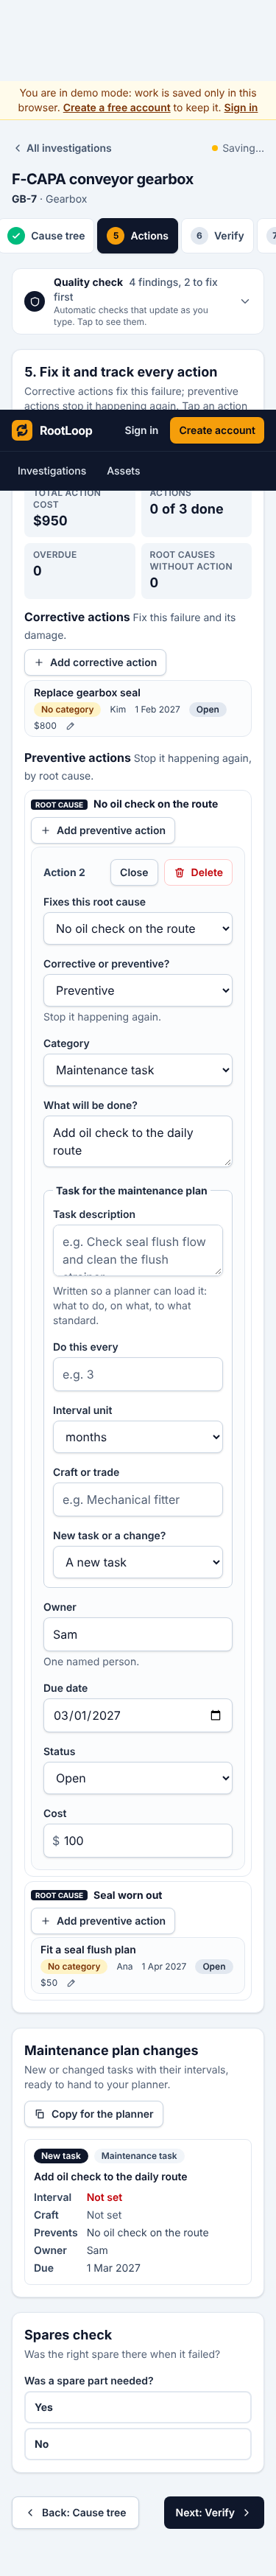 You are in demo mode: work is saved only in this
browser. Create a free account to keep it. Sign in
All investigations
Saving...
F-CAPA conveyor gearbox
GB-7 · Gearbox
Cause tree
5 Actions
6 Verify
7
Quality check 4 findings, 2 to fix
first
Automatic checks that update as you
type. Tap to see them.
5. Fix it and track every action
Corrective actions fix this failure; preventive
actions stop it happening again. Tap an action
RootLoop
Sign in
Create account
Investigations
Assets
TOTAL ACTION
COST
$950
ACTIONS
0 of 3 done
OVERDUE
0
ROOT CAUSES
WITHOUT ACTION
0
Corrective actions Fix this failure and its
damage.
Add corrective action
Replace gearbox seal
No category Kim 1 Feb 2027 Open
$800
Preventive actions Stop it happening again,
by root cause.
ROOT CAUSE No oil check on the route
Add preventive action
Action 2
Close
Delete
Fixes this root cause
No oil check on the route
Corrective or preventive?
Preventive
Stop it happening again.
Category
Maintenance task
What will be done?
Add oil check to the daily
route
Task for the maintenance plan
Task description
e.g. Check seal flush flow
and clean the flush
Written so a planner can load it:
what to do, on what, to what
standard.
Do this every
e.g. 3
Interval unit
months
Craft or trade
e.g. Mechanical fitter
New task or a change?
A new task
Owner
Sam
One named person.
Due date
03/01/2027
Status
Open
Cost
$ 100
ROOT CAUSE Seal worn out
Add preventive action
Fit a seal flush plan
No category Ana 1 Apr 2027 Open
$50
Maintenance plan changes
New or changed tasks with their intervals,
ready to hand to your planner.
Copy for the planner
New task Maintenance task
Add oil check to the daily route
Interval Not set
Craft Not set
Prevents No oil check on the route
Owner Sam
Due 1 Mar 2027
Spares check
Was the right spare there when it failed?
Was a spare part needed?
Yes
No
Back: Cause tree
Next: Verify